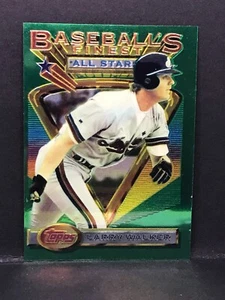 BASEBALL'S
FINEST
ALL STAR
Topps
LARRY WALKER